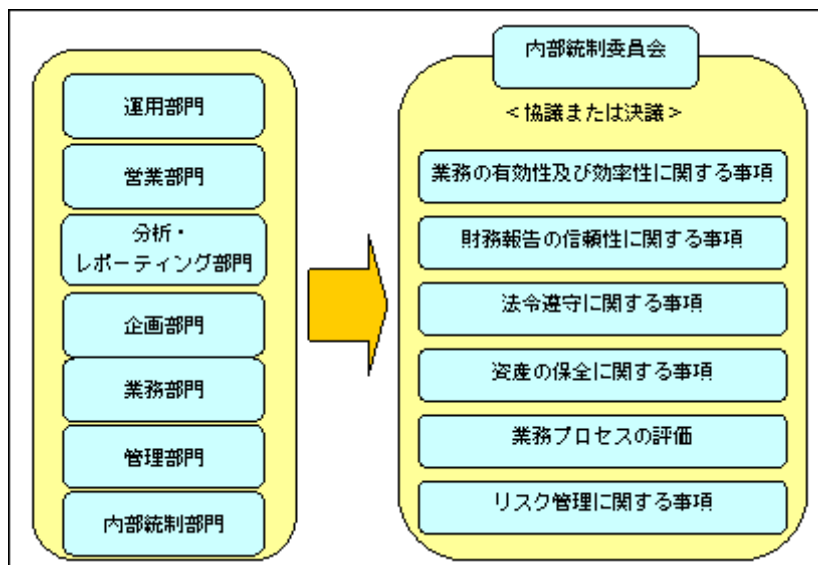 運用部門
営業部門
分析・
レポーティング部門
企画部門
業務部門
管理部門
内部統制部門
内部統制委員会
＜協議または決議＞
業務の有効性及び効率性に関する事項
財務報告の信頼性に関する事項
法令遵守に関する事項
資産の保全に関する事項
業務プロセスの評価
リスク管理に関する事項